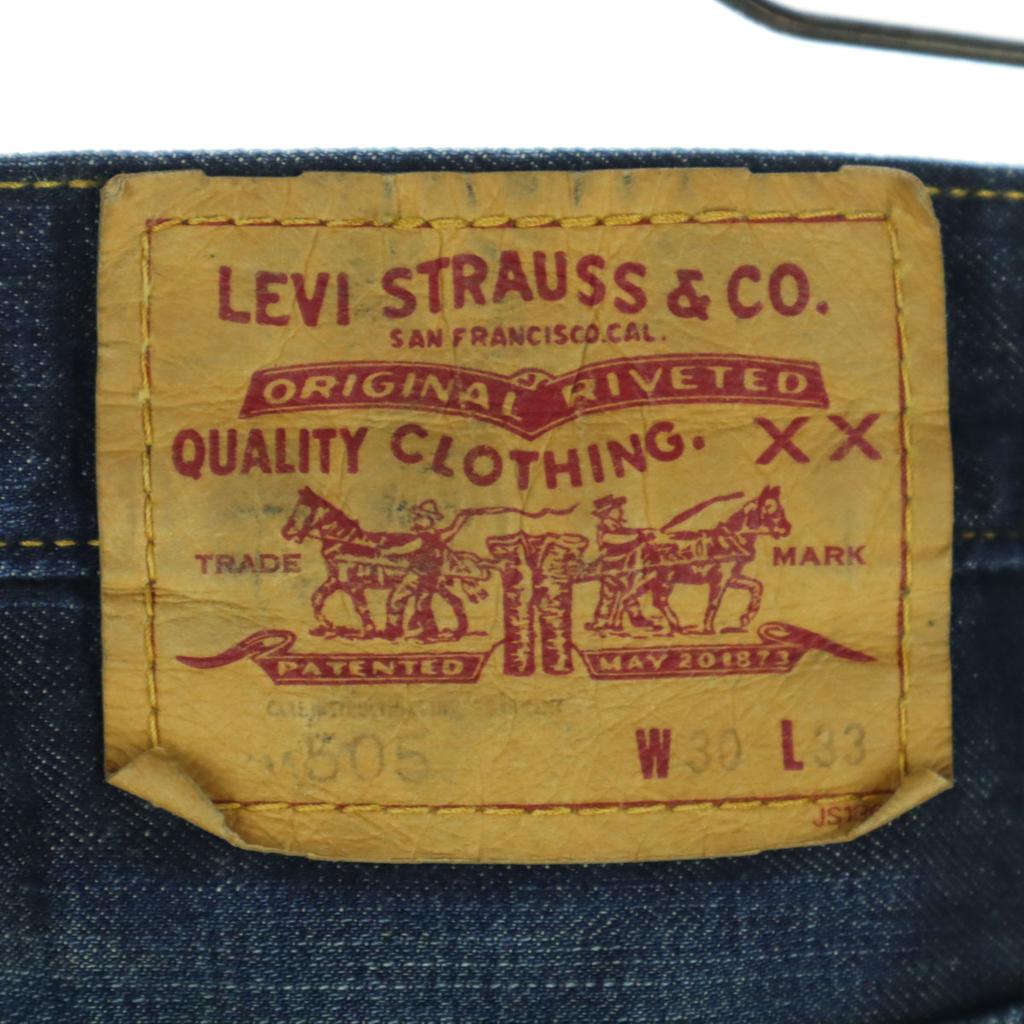 LEVI STRAUSS & CO.
SAN FRANCISCO.CAL.
ORIGINAL RIVETED
QUALITY CLOTHING. XX
TRADE MARK
PATENTED MAY 20 1873
505 W 30 L 33